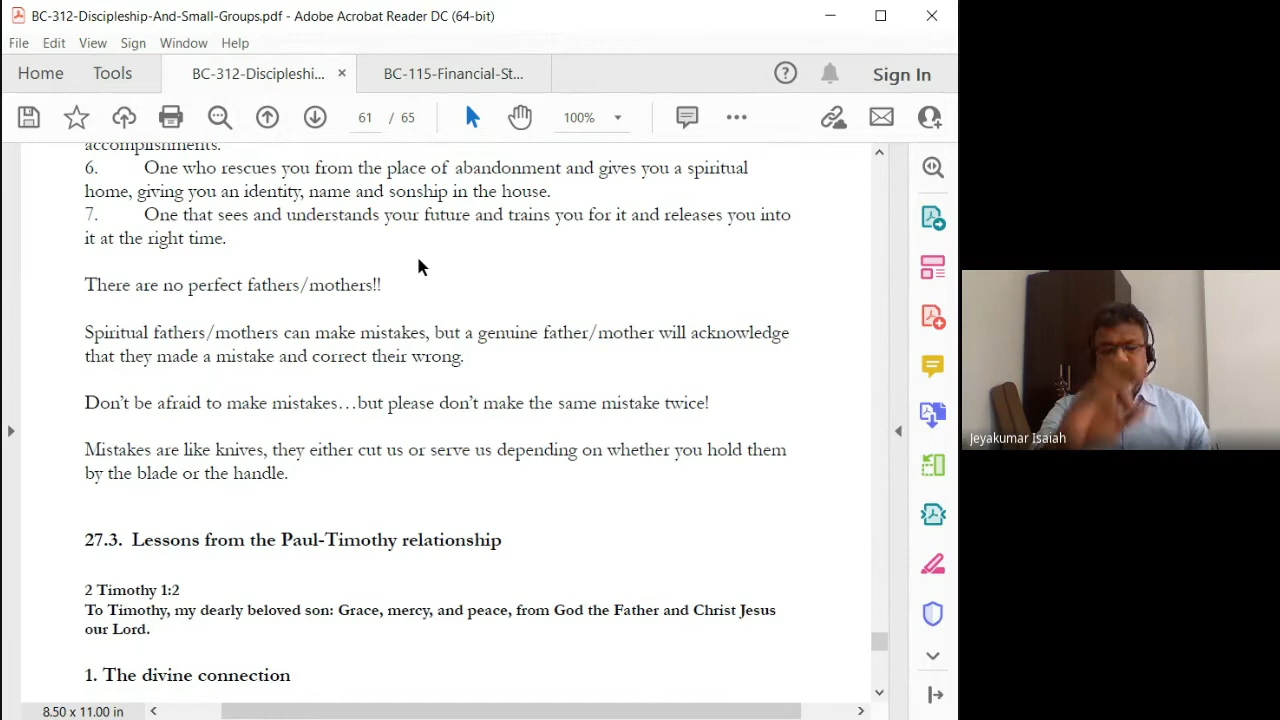 BC-312-Discipleship-And-Small-Groups.pdf - Adobe Acrobat Reader DC (64-bit)
File Edit View Sign Window Help
Home Tools BC-312-Discipleshi... × BC-115-Financial-St... Sign In
61 / 65 100%
accomplishments.
6. One who rescues you from the place of abandonment and gives you a spiritual
home, giving you an identity, name and sonship in the house.
7. One that sees and understands your future and trains you for it and releases you into
it at the right time.
There are no perfect fathers/mothers!!
Spiritual fathers/mothers can make mistakes, but a genuine father/mother will acknowledge
that they made a mistake and correct their wrong.
Don't be afraid to make mistakes…but please don't make the same mistake twice!
Mistakes are like knives, they either cut us or serve us depending on whether you hold them
by the blade or the handle.
27.3. Lessons from the Paul-Timothy relationship
2 Timothy 1:2
To Timothy, my dearly beloved son: Grace, mercy, and peace, from God the Father and Christ Jesus
our Lord.
1. The divine connection
8.50 x 11.00 in
Jeyakumar Isaiah